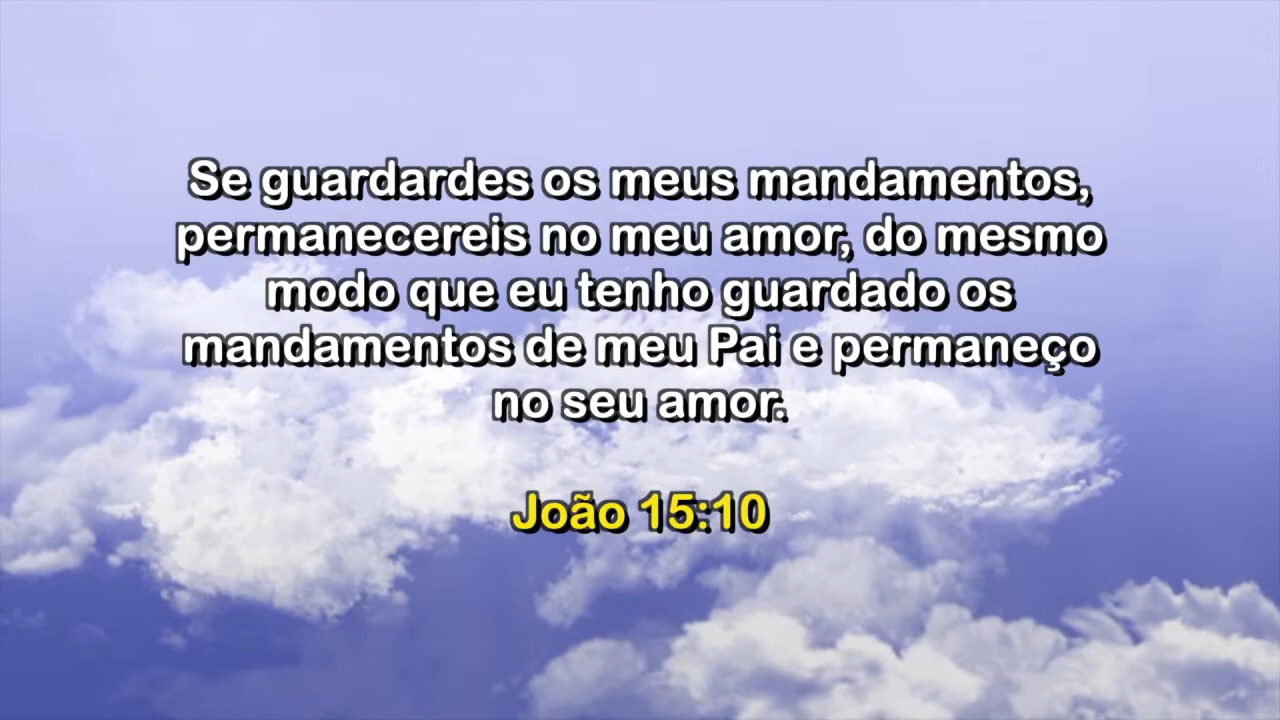 Se guardardes os meus mandamentos,
permanecereis no meu amor, do mesmo
modo que eu tenho guardado os
mandamentos de meu Pai e permaneço
no seu amor.
João 15:10